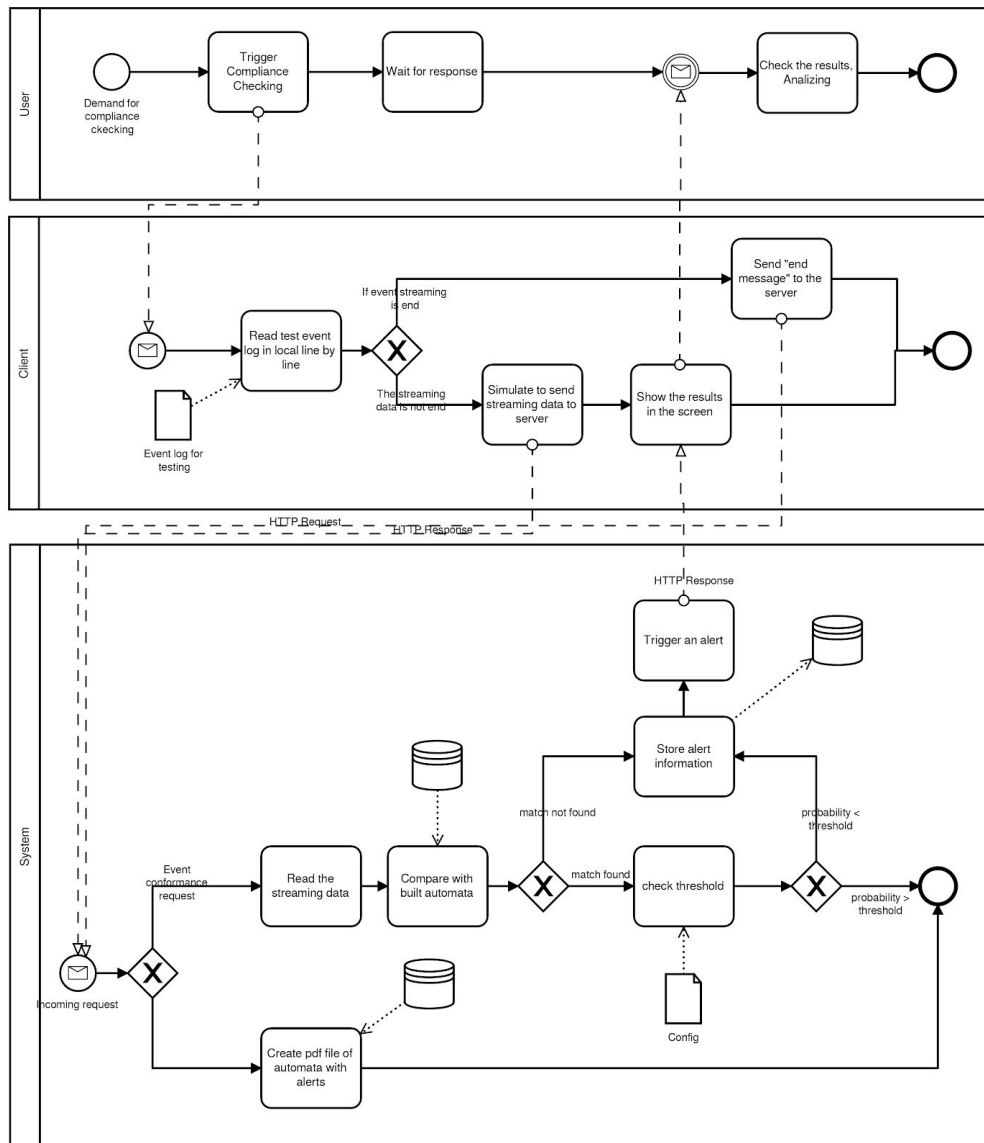 User
Demand for
compliance
ckecking
Trigger
Compliance
Checking
Wait for response
Check the results,
Analizing
Client
Read test event
log in local line by
line
Event log for
testing
If event streaming
is end
The streaming
data is not end
Send "end
message" to the
server
Simulate to send
streaming data to
server
Show the results
in the screen
HTTP Request
HTTP Response
System
HTTP Response
Trigger an alert
Store alert
information
match not found
probability <
threshold
Event
conformance
request
Read the
streaming data
Compare with
built automata
match found
check threshold
probability >
threshold
Incoming request
Config
Create pdf file of
automata with
alerts